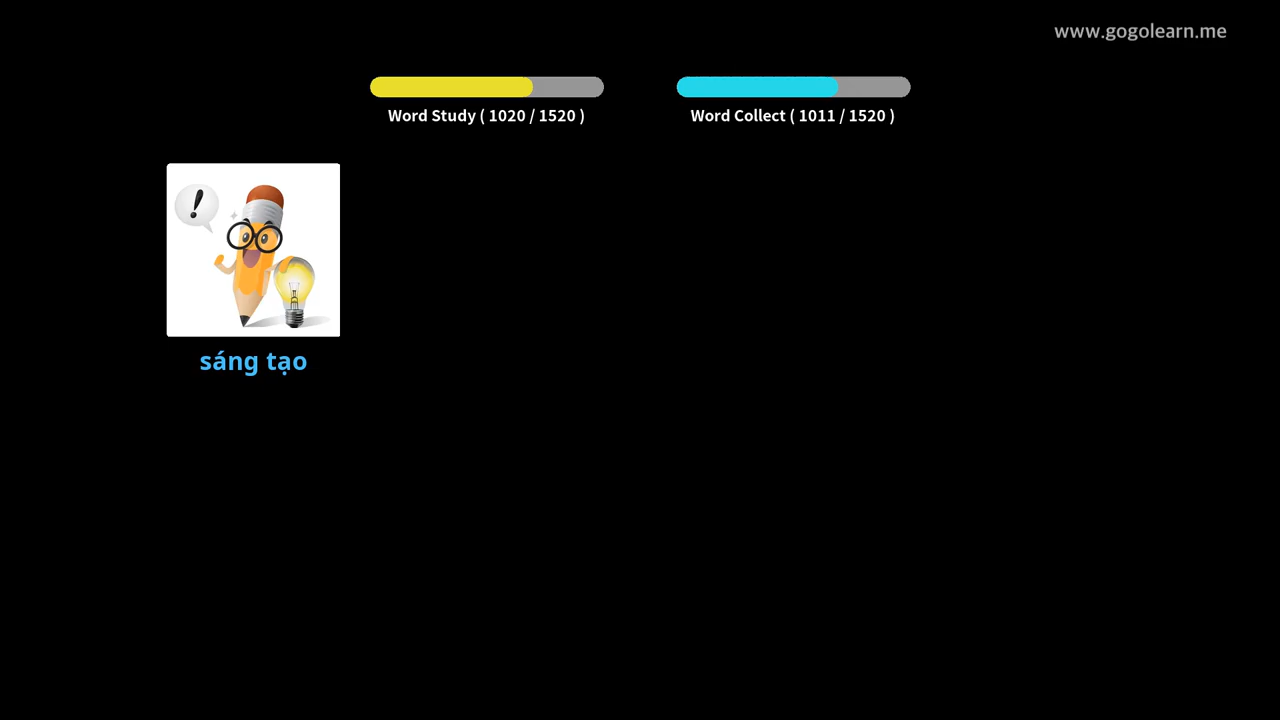 www.gogolearn.me
Word Study ( 1020 / 1520 )
Word Collect ( 1011 / 1520 )
!
sáng tạo